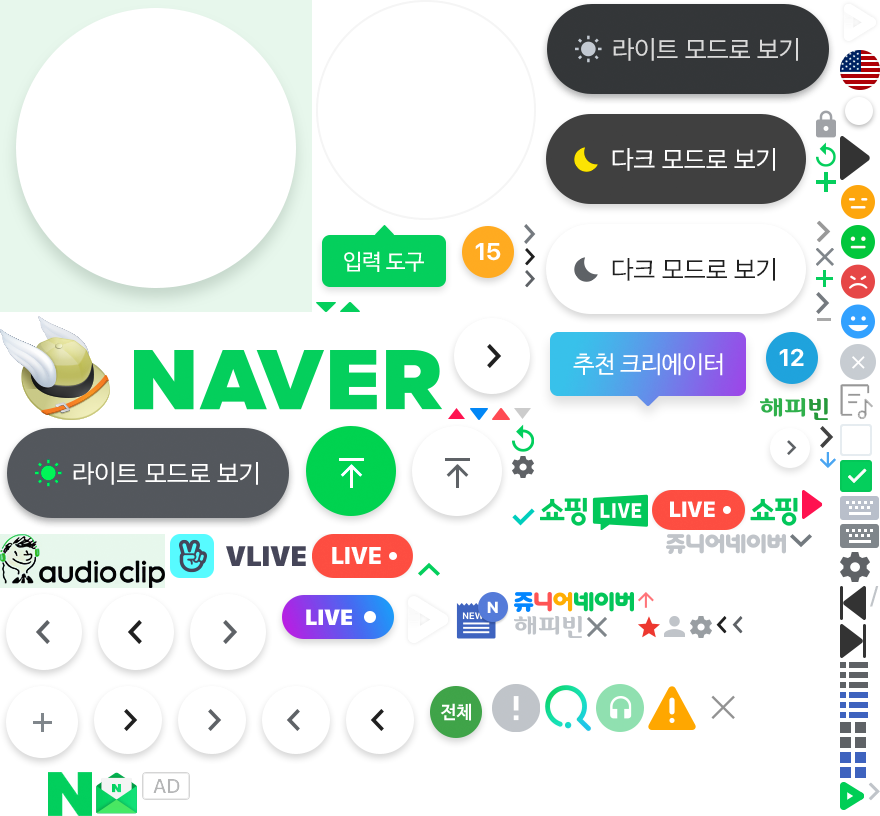 라이트 모드로 보기
다크 모드로 보기
입력 도구
15
다크 모드로 보기
NAVER
추천 크리에이터
12
해피빈
라이트 모드로 보기
쇼핑
LIVE
LIVE
쇼핑
쥬니어네이버
audioclip
VLIVE
LIVE
LIVE
NEWS
N
쥬니어네이버
해피빈
전체
N
N
AD